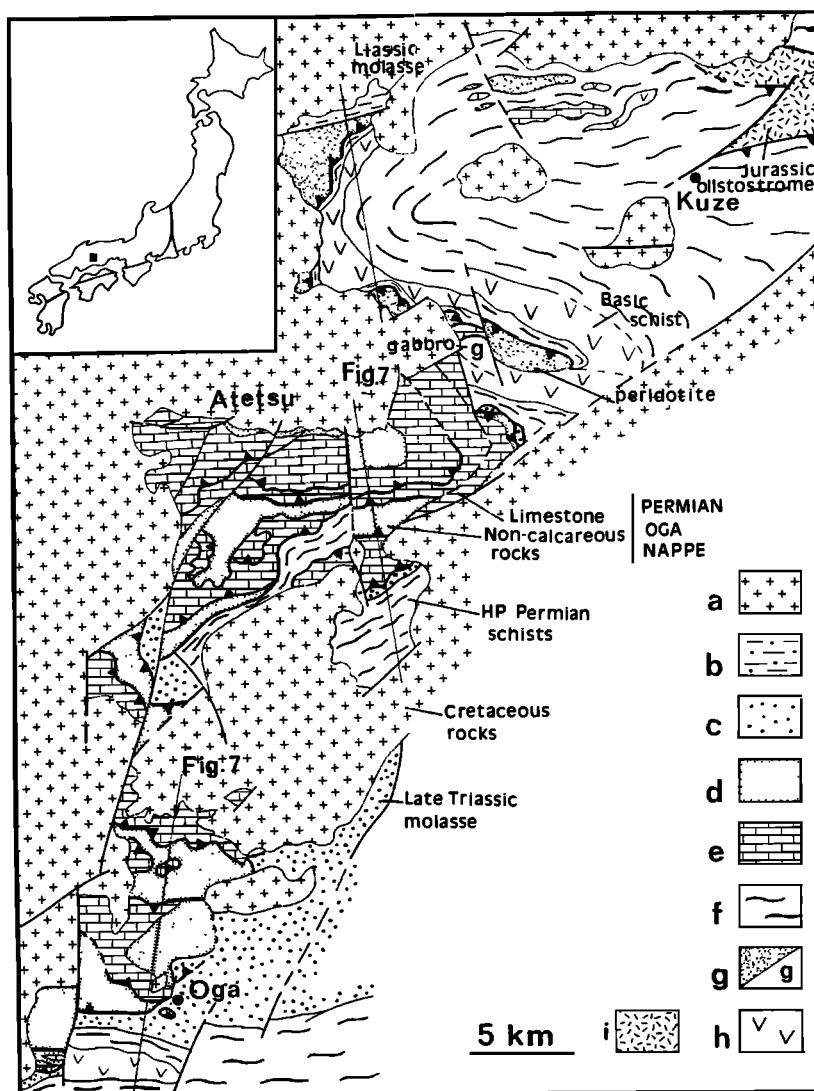 Liassic
molasse
Jurassic
olistostrome
Kuze
Basic
schist
gabbro
g
Fig7
peridotite
Atetsu
Limestone
Non-calcareous
rocks
PERMIAN
OGA
NAPPE
HP Permian
schists
Cretaceous
rocks
Fig.7
Late Triassic
molasse
Oga
5 km
a
b
c
d
e
f
g g
h
i